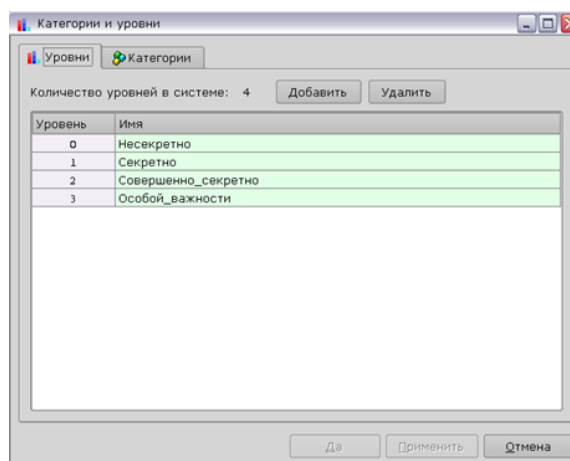 Категории и уровни
Уровни Категории
Количество уровней в системе: 4 Добавить Удалить
Уровень Имя
0 Несекретно
1 Секретно
2 Совершенно_секретно
3 Особой_важности
Да Применить Отмена